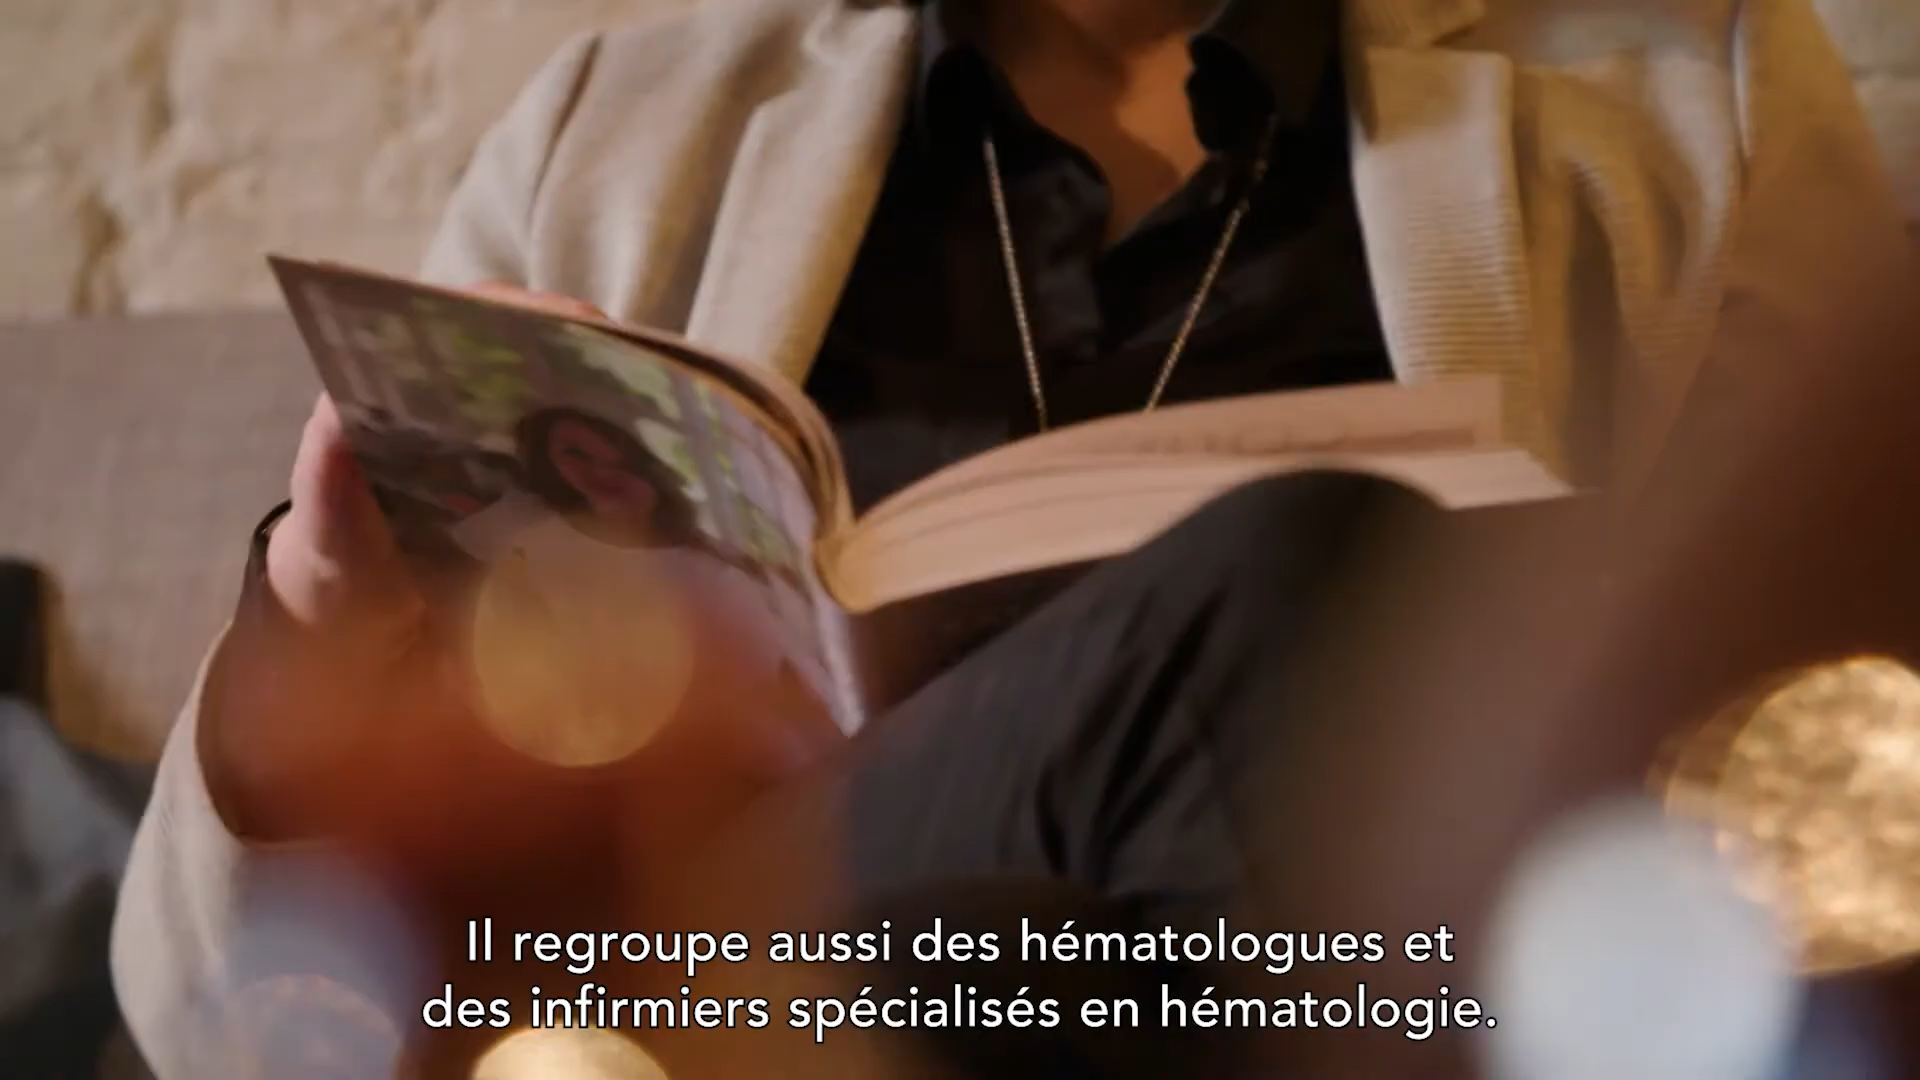 Il regroupe aussi des hématologues et
des infirmiers spécialisés en hématologie.